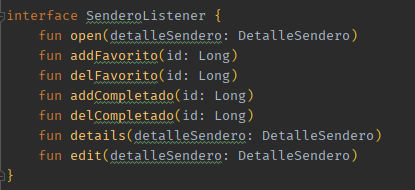 interface SenderoListener {
fun open(detalleSendero: DetalleSendero)
fun addFavorito(id: Long)
fun delFavorito(id: Long)
fun addCompletado(id: Long)
fun delCompletado(id: Long)
fun details(detalleSendero: DetalleSendero)
fun edit(detalleSendero: DetalleSendero)
}